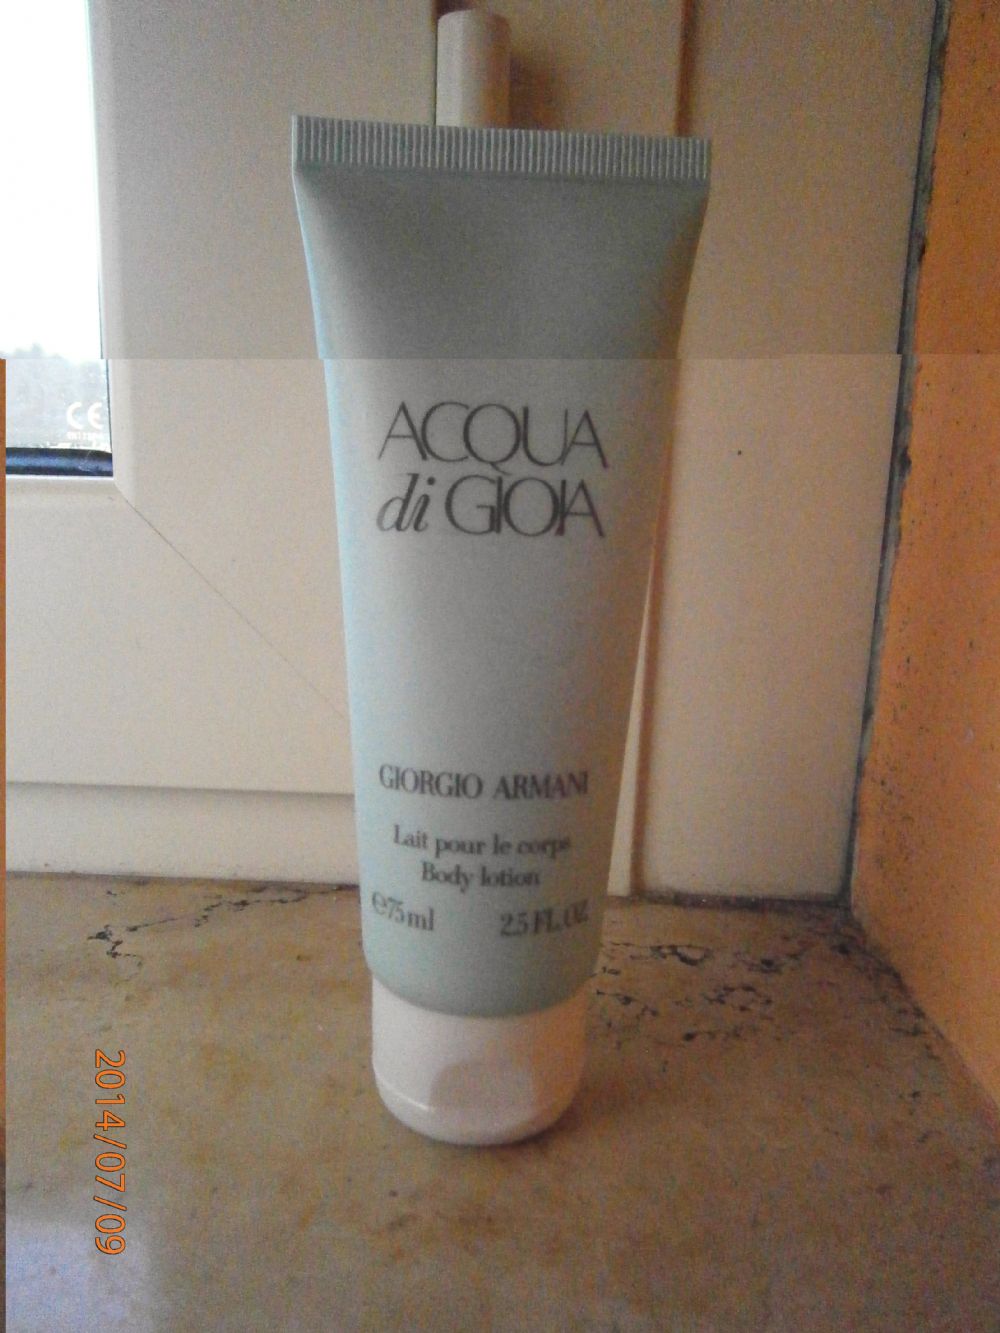 CE
ACQUA
di GIOIA
GIORGIO ARMANI
Lait pour le corps
Body lotion
℮75ml 2.5 FL.OZ
2014/07/09